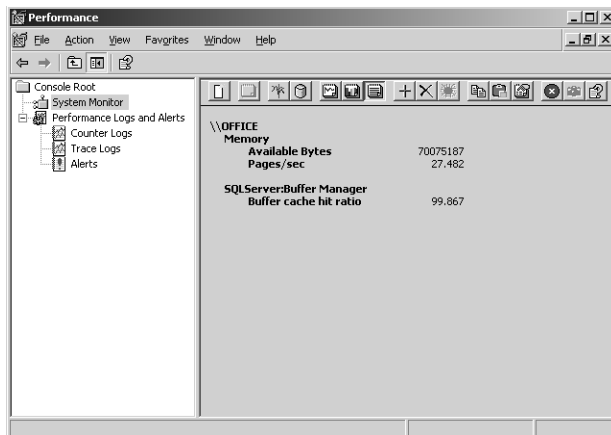 Performance
File Action View Favorites Window Help
Console Root
System Monitor
Performance Logs and Alerts
Counter Logs
Trace Logs
Alerts
\\OFFICE
Memory
Available Bytes 70075187
Pages/sec 27.482
SQLServer:Buffer Manager
Buffer cache hit ratio 99.867